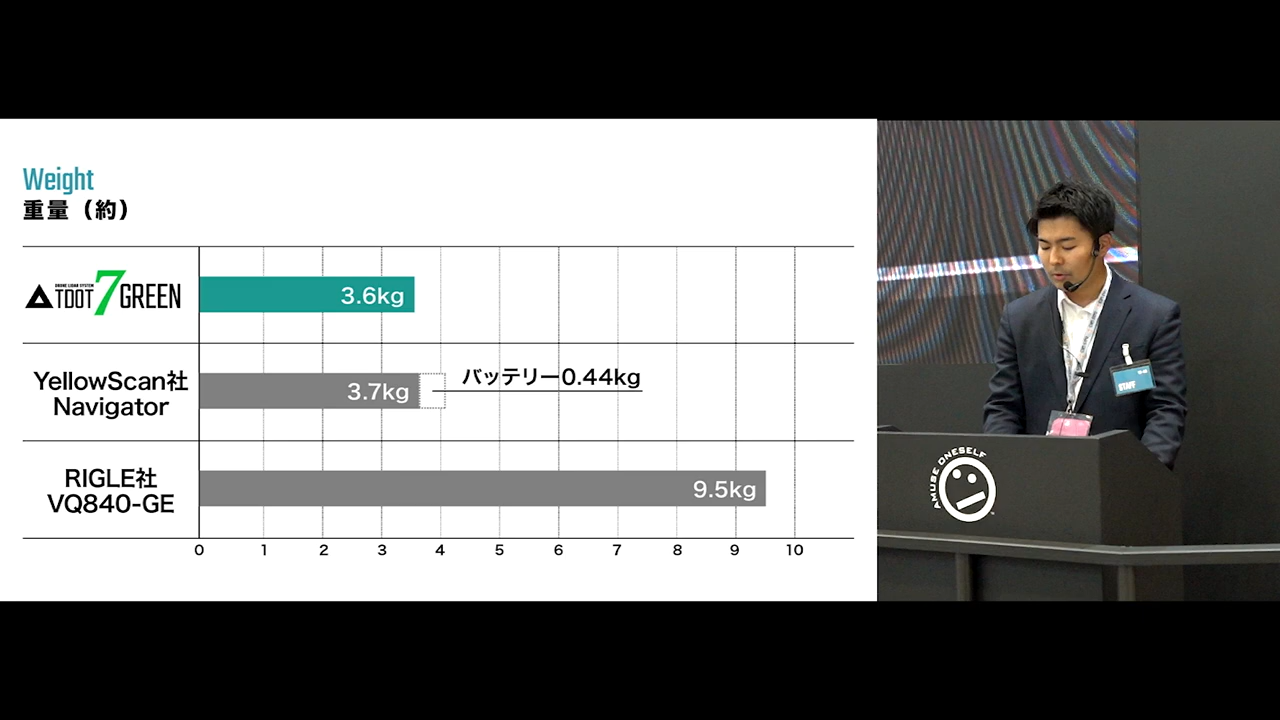 Weight
重量（約）
DRONE LIDAR SYSTEM
TDOT 7 GREEN
3.6kg
YellowScan社
Navigator
3.7kg
バッテリー0.44kg
RIGLE社
VQ840-GE
9.5kg
0 1 2 3 4 5 6 7 8 9 10
STAFF
AMUSE ONESELF